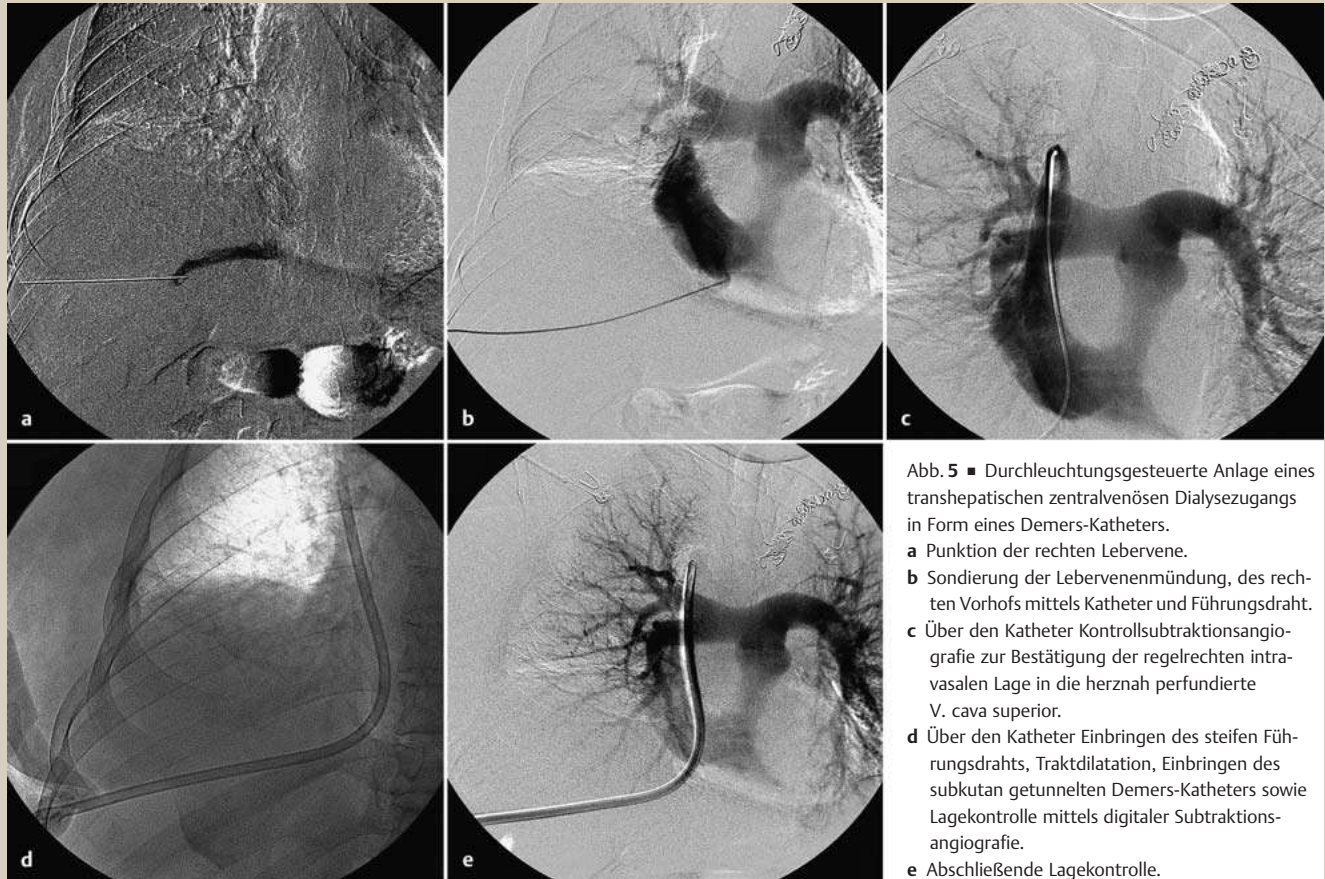 a
b
c
d
e
Abb. 5 ■ Durchleuchtungsgesteuerte Anlage eines
transhepatischen zentralvenösen Dialysezugangs
in Form eines Demers-Katheters.
a Punktion der rechten Lebervene.
b Sondierung der Lebervenenmündung, des rech-
ten Vorhofs mittels Katheter und Führungsdraht.
c Über den Katheter Kontrollsubtraktionsangio-
grafie zur Bestätigung der regelrechten intra-
vasalen Lage in die herznah perfundierte
V. cava superior.
d Über den Katheter Einbringen des steifen Füh-
rungsdrahts, Traktdilatation, Einbringen des
subkutan getunnelten Demers-Katheters sowie
Lagekontrolle mittels digitaler Subtraktions-
angiografie.
e Abschließende Lagekontrolle.